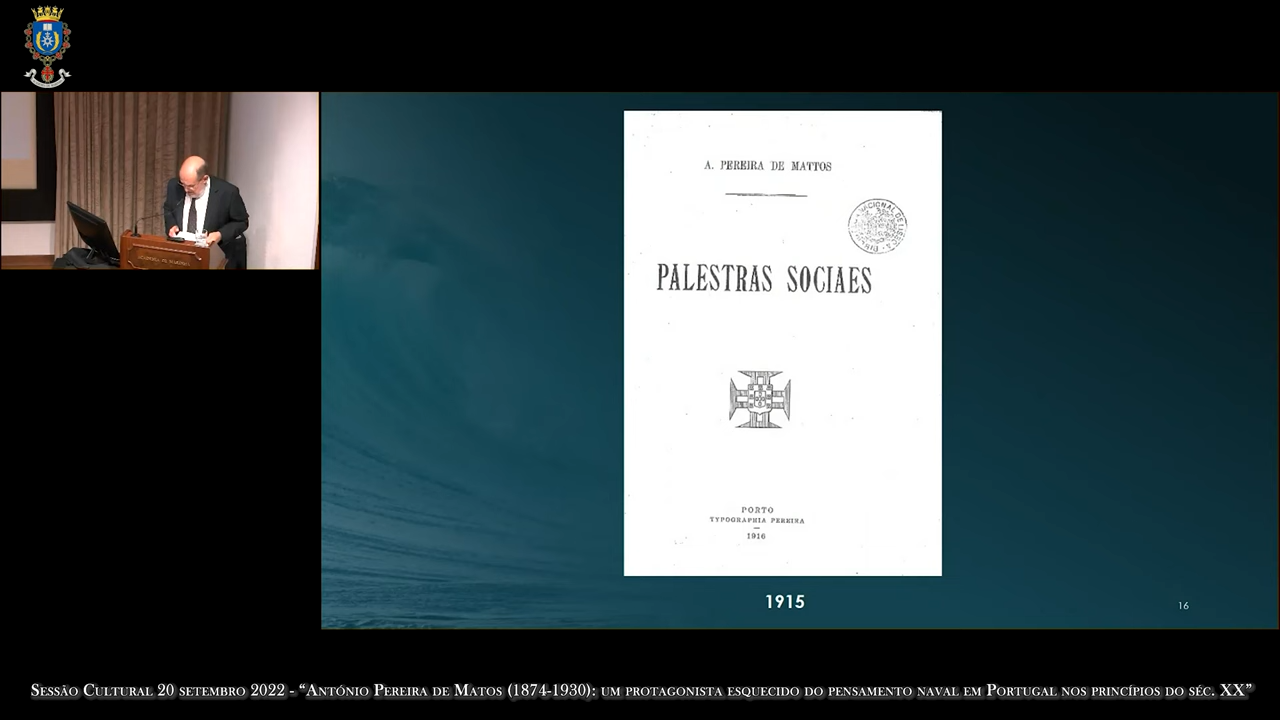 A. PEREIRA DE MATTOS
PALESTRAS SOCIAES
PORTO
TYPOGRAPHIA PEREIRA
1916
1915
16
Sessão Cultural 20 setembro 2022 - “António Pereira de Matos (1874-1930): um protagonista esquecido do pensamento naval em Portugal nos princípios do séc. XX”